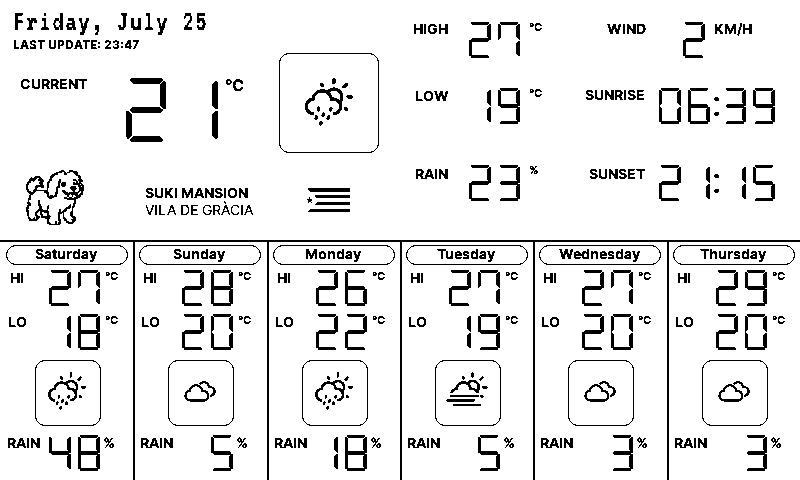 Friday, July 25
LAST UPDATE: 23:47
CURRENT 21 °C
SUKI MANSION
VILA DE GRÀCIA
HIGH 27 °C
LOW 19 °C
RAIN 23 %
WIND 2 KM/H
SUNRISE 06:39
SUNSET 21:15
Saturday
HI 27 °C
LO 18 °C
RAIN 48 %
Sunday
HI 28 °C
LO 20 °C
RAIN 5 %
Monday
HI 26 °C
LO 22 °C
RAIN 18 %
Tuesday
HI 27 °C
LO 19 °C
RAIN 5 %
Wednesday
HI 27 °C
LO 20 °C
RAIN 3 %
Thursday
HI 29 °C
LO 20 °C
RAIN 3 %